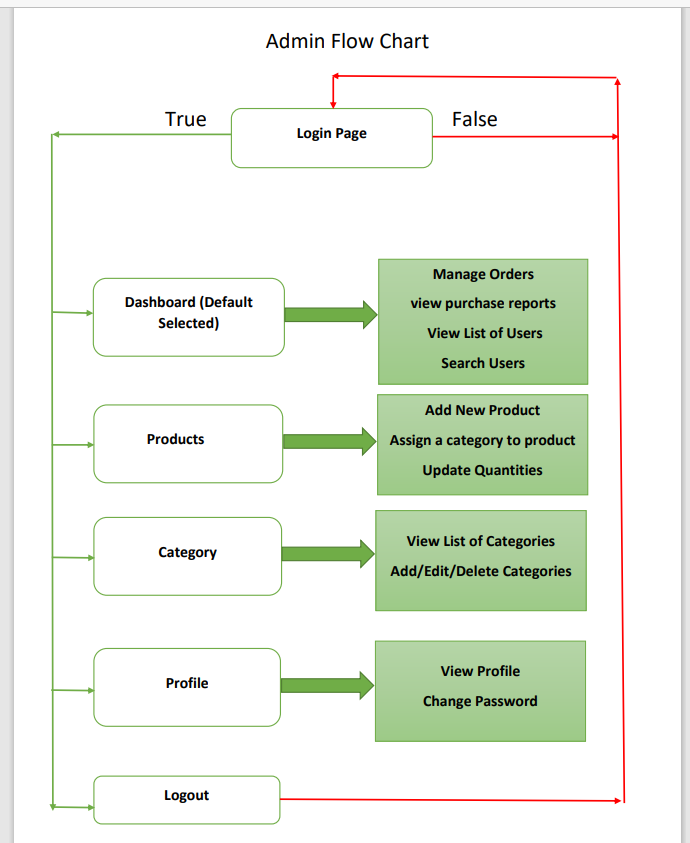 Admin Flow Chart
True
False
Login Page
Dashboard (Default
Selected)
Manage Orders
view purchase reports
View List of Users
Search Users
Products
Add New Product
Assign a category to product
Update Quantities
Category
View List of Categories
Add/Edit/Delete Categories
Profile
View Profile
Change Password
Logout